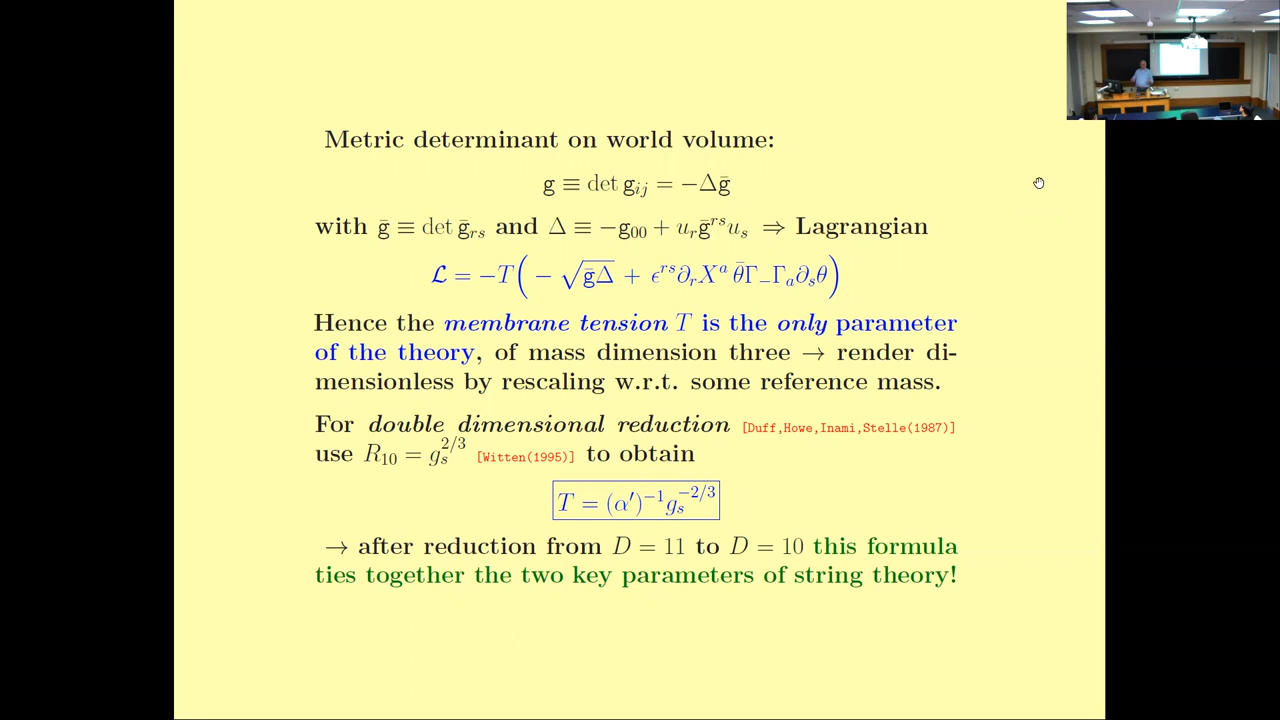 Metric determinant on world volume:
g ≡ det g_{ij} = −Δḡ
with ḡ ≡ det ḡ_{rs} and Δ ≡ −g_{00} + u_r ḡ^{rs} u_s ⇒ Lagrangian
ℒ = −T( − √(ḡΔ) + ϵ^{rs}∂_r X^a θ̄Γ_−Γ_a∂_sθ )
Hence the membrane tension T is the only parameter
of the theory, of mass dimension three → render di-
mensionless by rescaling w.r.t. some reference mass.
For double dimensional reduction [Duff,Howe,Inami,Stelle(1987)]
use R_{10} = g_s^{2/3} [Witten(1995)] to obtain
T = (α′)^{−1} g_s^{−2/3}
→ after reduction from D = 11 to D = 10 this formula
ties together the two key parameters of string theory!